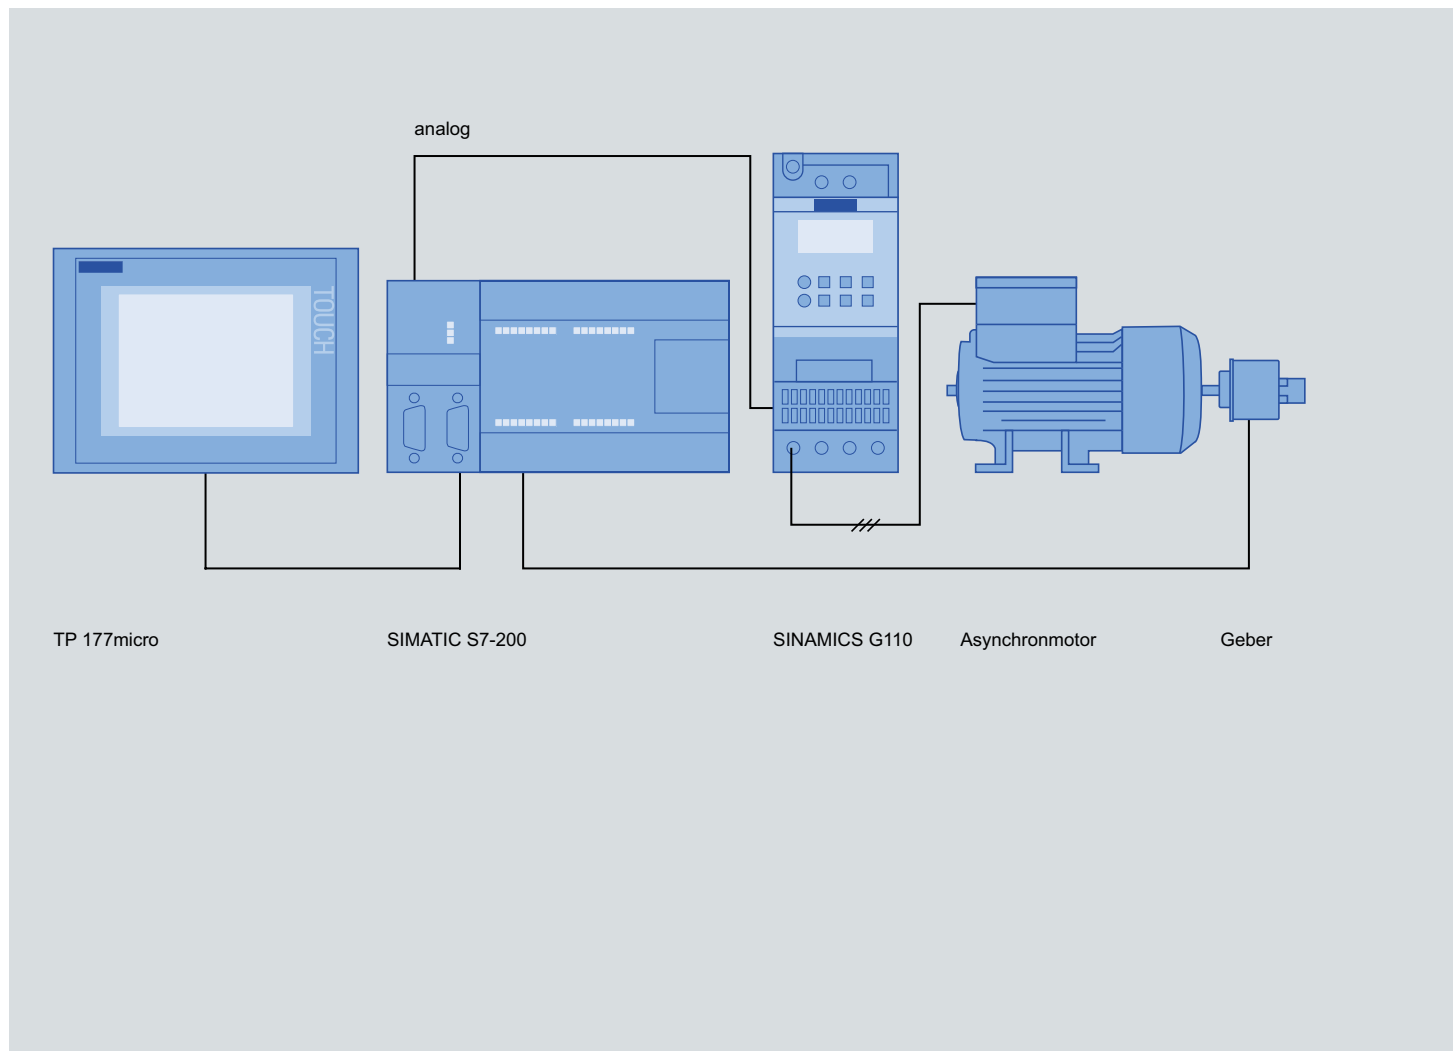 analog
TOUCH
TP 177micro
SIMATIC S7-200
SINAMICS G110
Asynchronmotor
Geber